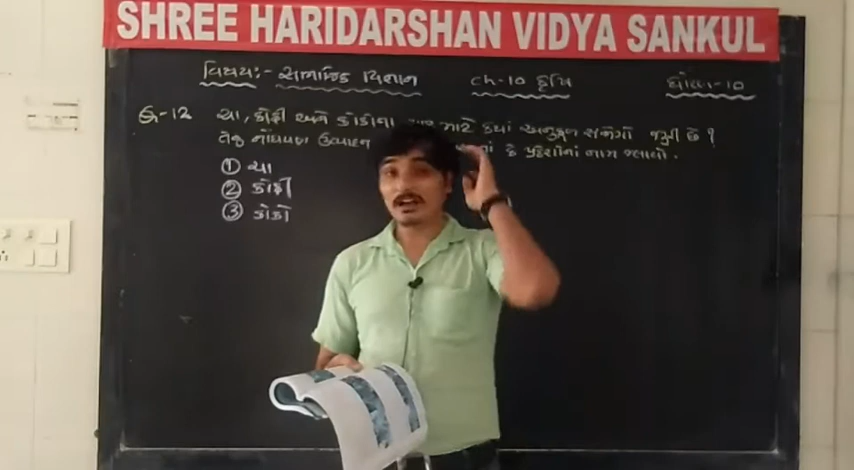 SHREE HARIDARSHAN VIDYA SANKUL
વિષય:- સામાજિક વિજ્ઞાન ch-10 કૃષિ ધોરણ-10
પ્ર-12 ચા, કોફી અને કોકોના માટે કયાં અનુકૂળ સંજોગો જરૂરી છે ?
તેનું નોંધપાત્ર ઉત્પાદન છે પ્રદેશોનાં નામ જણાવો.
① ચા
② કોફી
③ કોકો